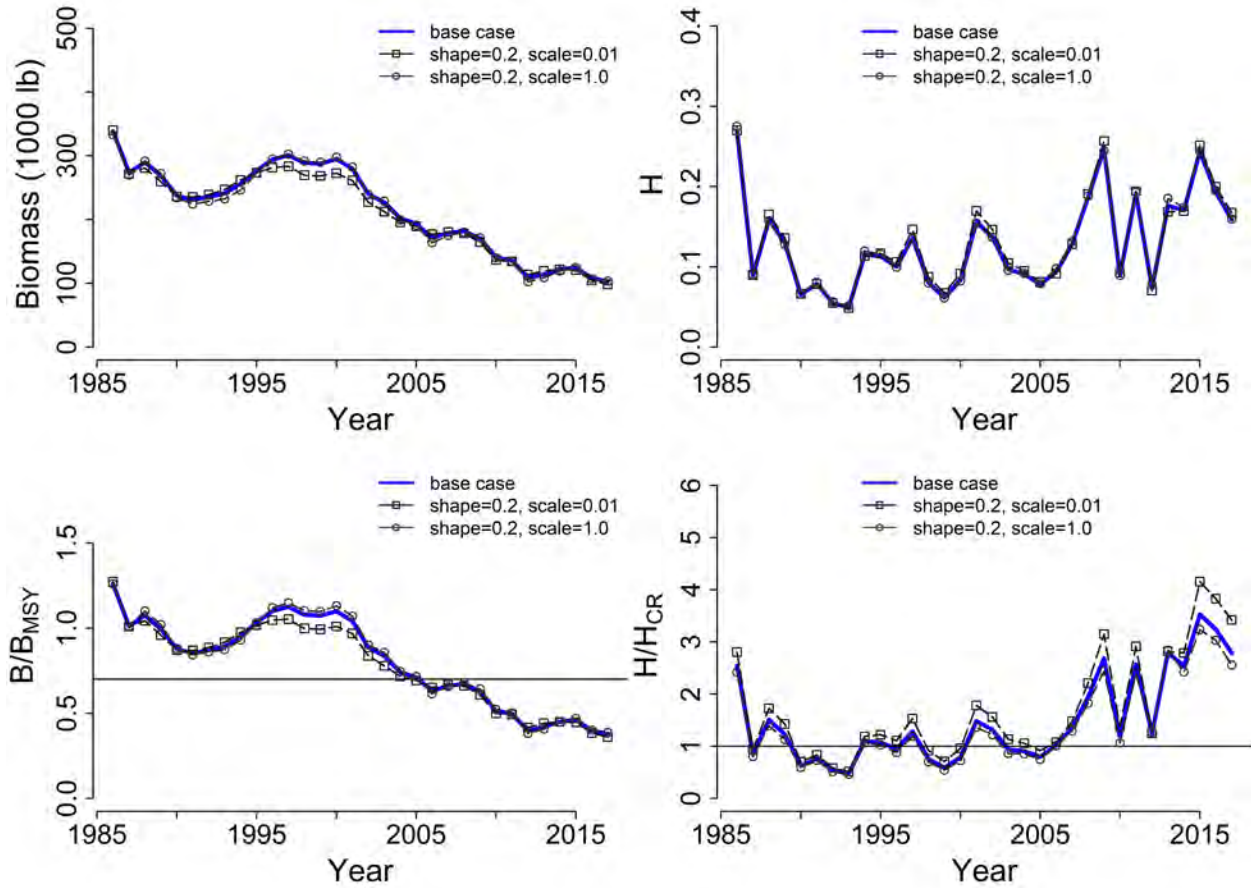 base case
shape=0.2, scale=0.01
shape=0.2, scale=1.0
Biomass (1000 lb)
500
300
100
0
1985 1995 2005 2015
Year
base case
shape=0.2, scale=0.01
shape=0.2, scale=1.0
H
0.4
0.3
0.2
0.1
0.0
1985 1995 2005 2015
Year
base case
shape=0.2, scale=0.01
shape=0.2, scale=1.0
B/BMSY
1.5
1.0
0.5
0.0
1985 1995 2005 2015
Year
base case
shape=0.2, scale=0.01
shape=0.2, scale=1.0
H/HCR
6
5
4
3
2
1
0
1985 1995 2005 2015
Year